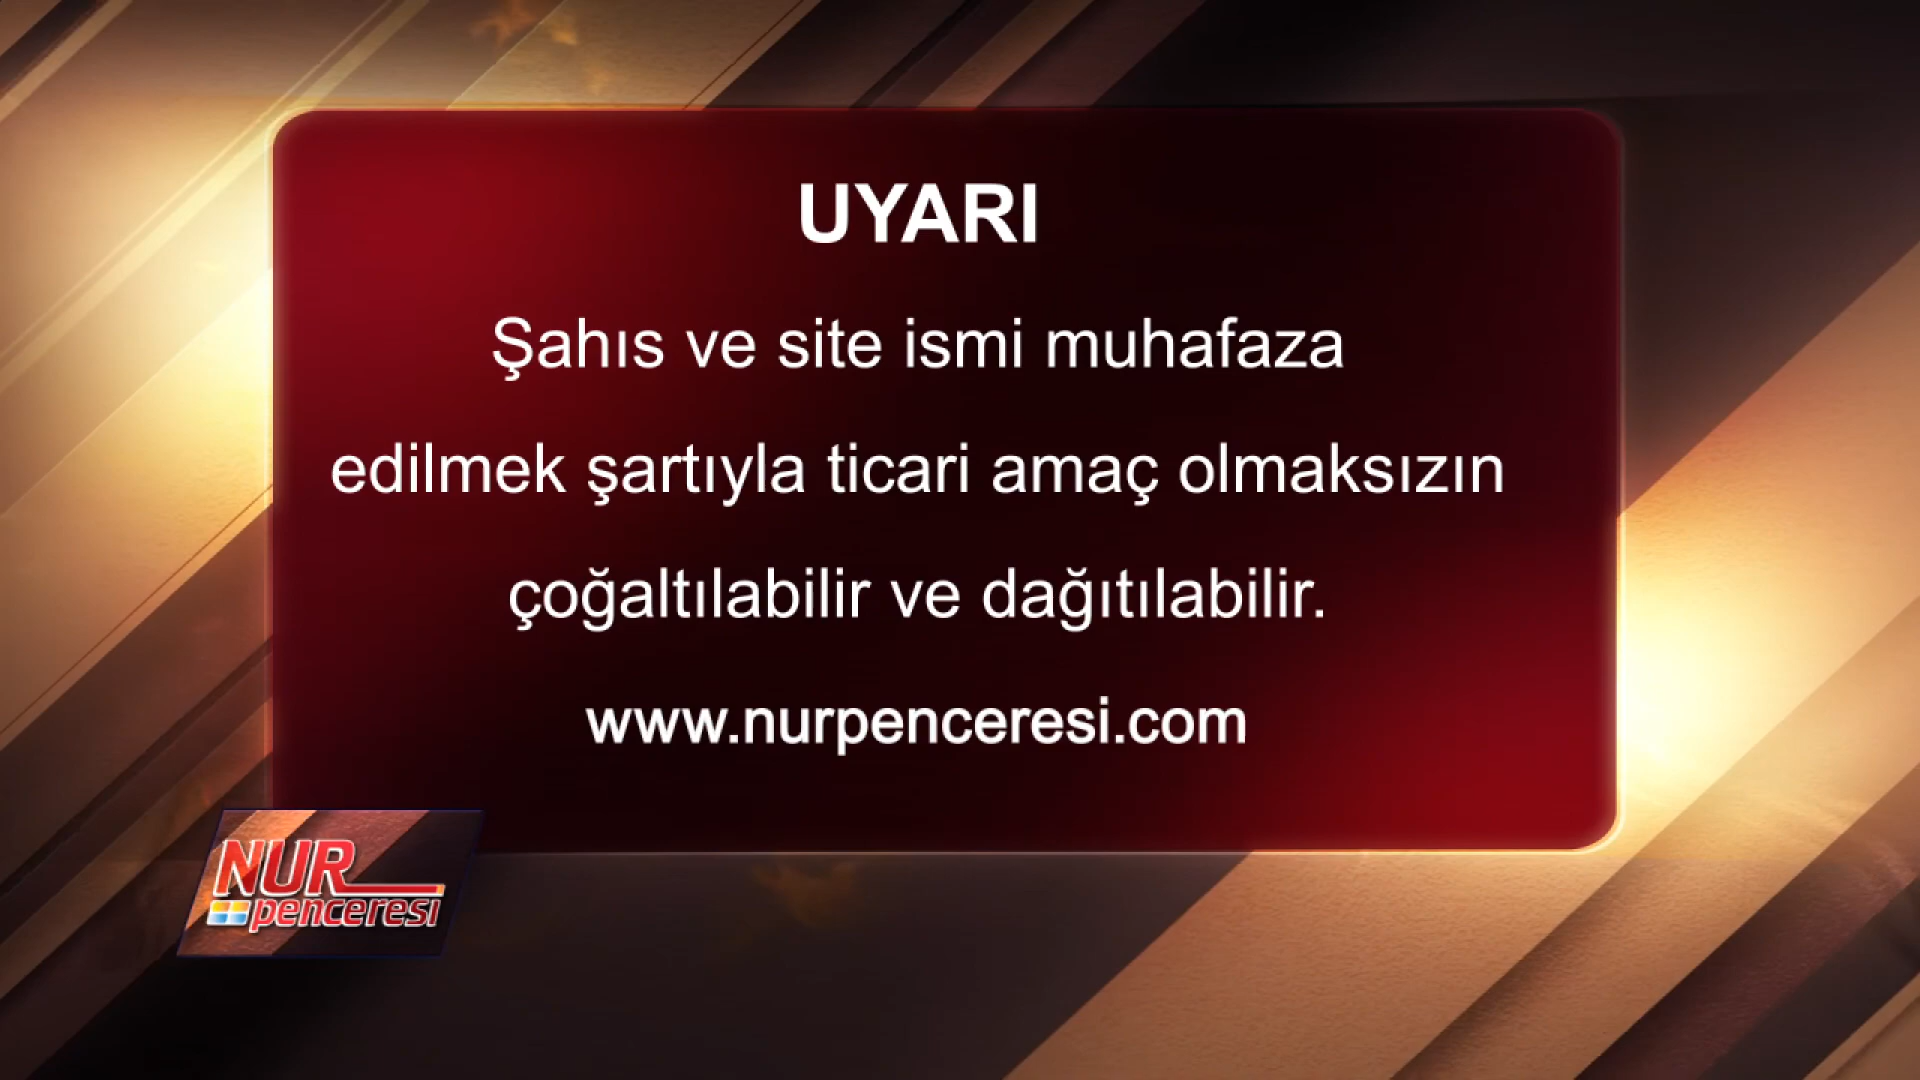 UYARI
Şahıs ve site ismi muhafaza
edilmek şartıyla ticari amaç olmaksızın
çoğaltılabilir ve dağıtılabilir.
www.nurpenceresi.com
NUR
penceresi